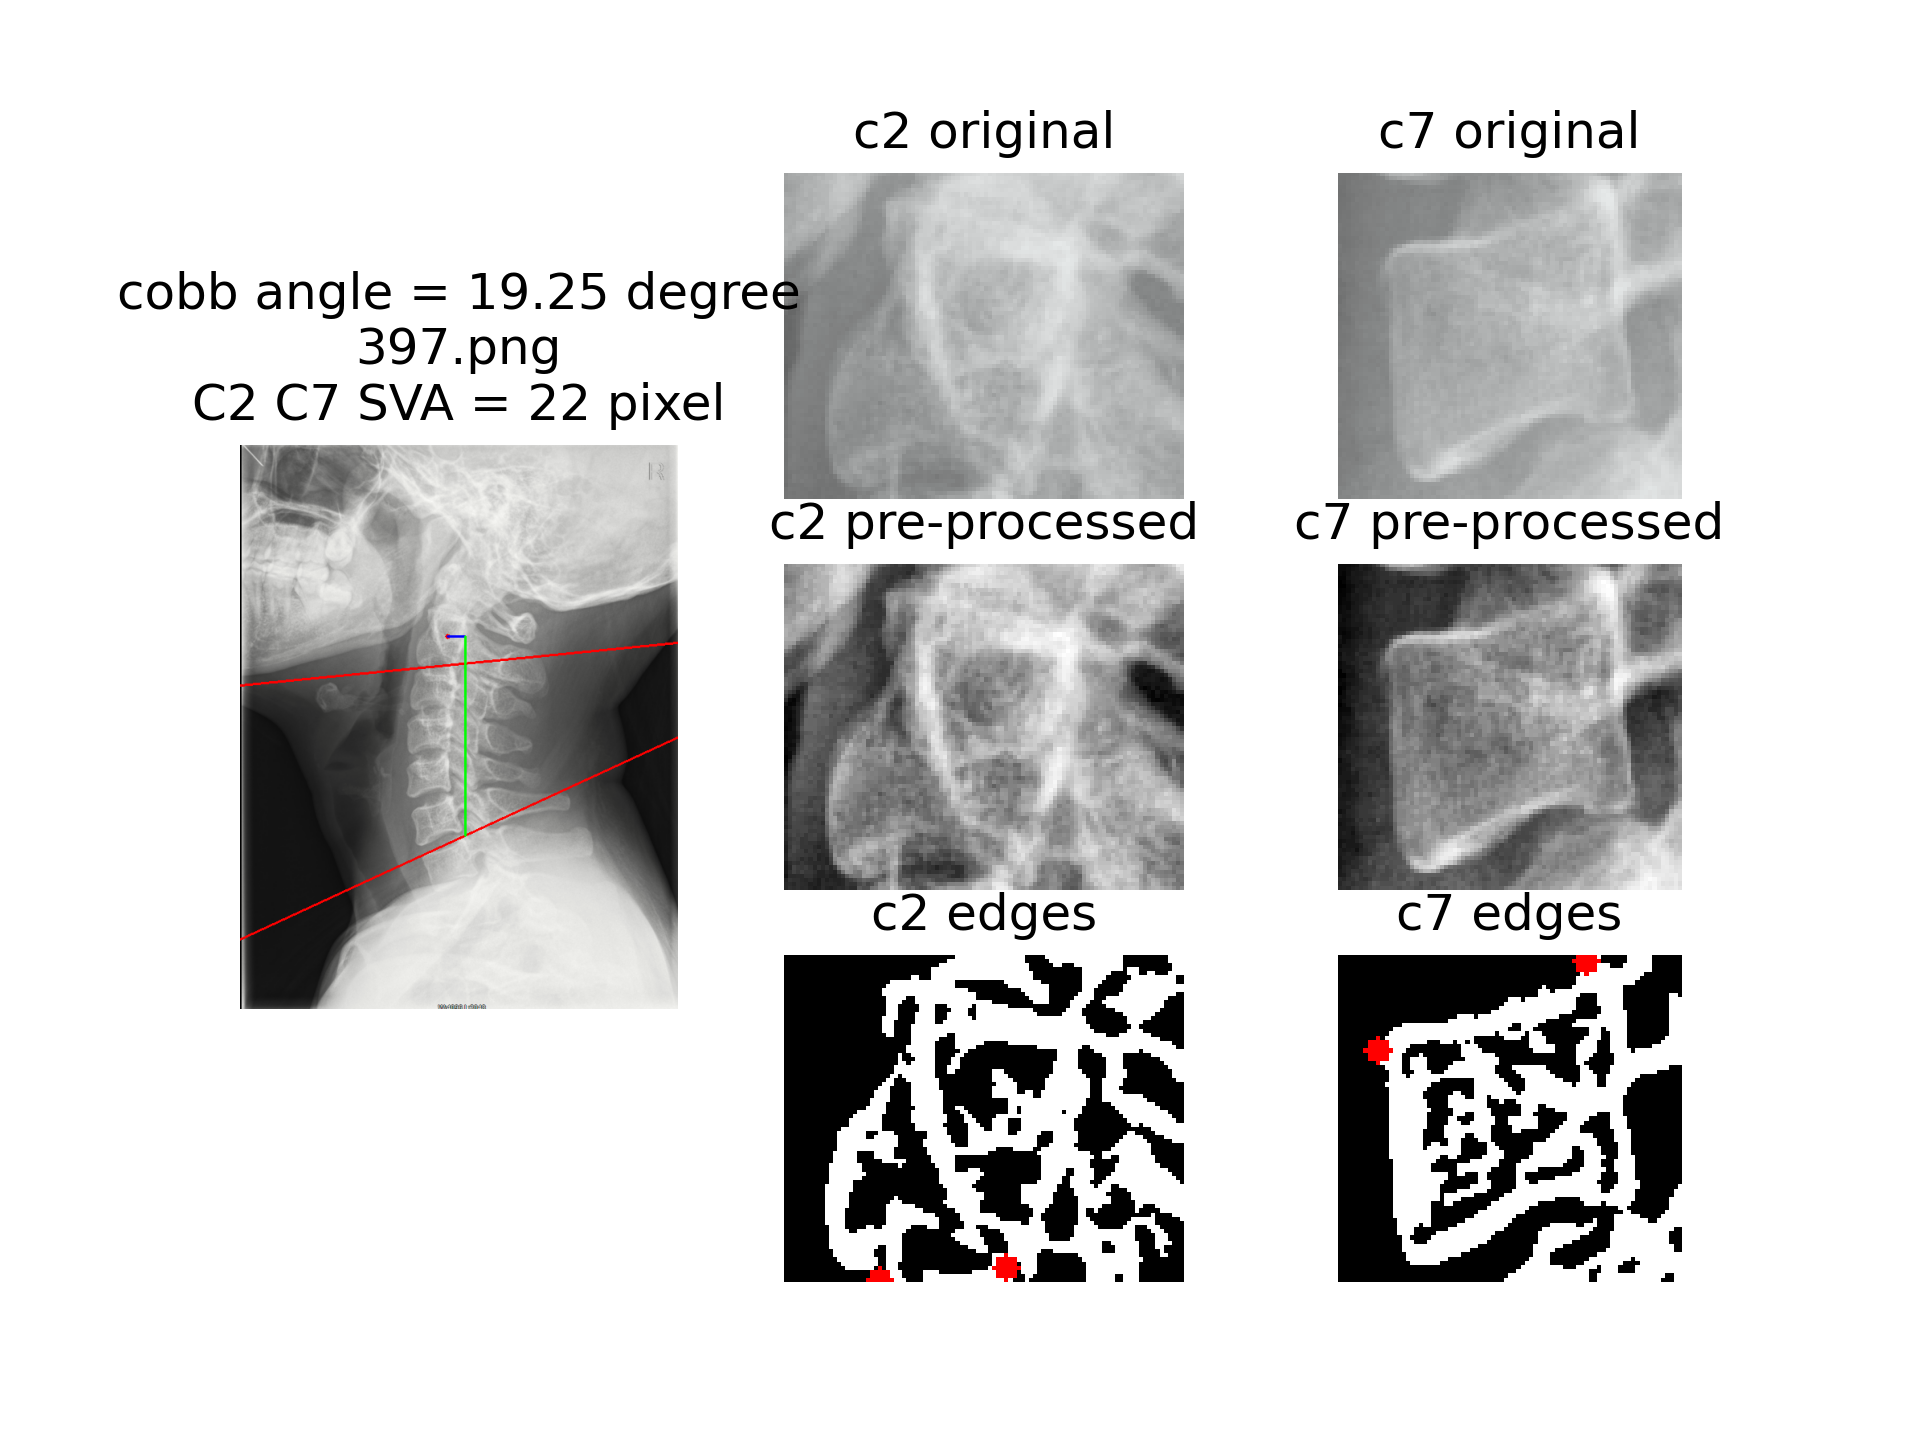 cobb angle = 19.25 degree
397.png
C2 C7 SVA = 22 pixel
R
c2 original
c7 original
c2 pre-processed
c7 pre-processed
c2 edges
c7 edges